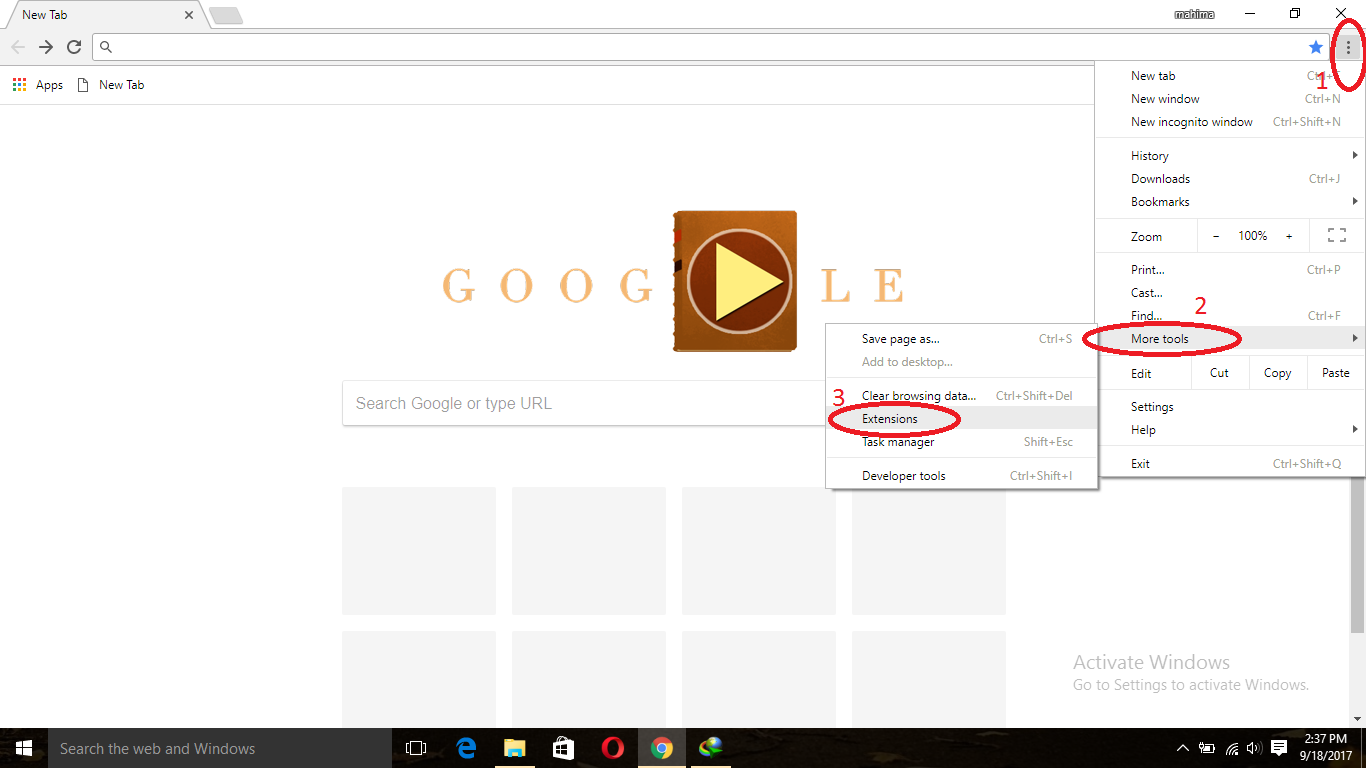 New Tab
mahima
Apps
New Tab
1
New tab
New window Ctrl+N
New incognito window Ctrl+Shift+N
History
Downloads Ctrl+J
Bookmarks
Zoom − 100% +
Print... Ctrl+P
Cast...
Find... Ctrl+F
2
More tools
Edit Cut Copy Paste
Settings
Help
Exit Ctrl+Shift+Q
Save page as... Ctrl+S
Add to desktop...
3
Clear browsing data... Ctrl+Shift+Del
Extensions
Task manager Shift+Esc
Developer tools Ctrl+Shift+I
G O O G L E
Search Google or type URL
Activate Windows
Go to Settings to activate Windows.
Search the web and Windows
2:37 PM
9/18/2017